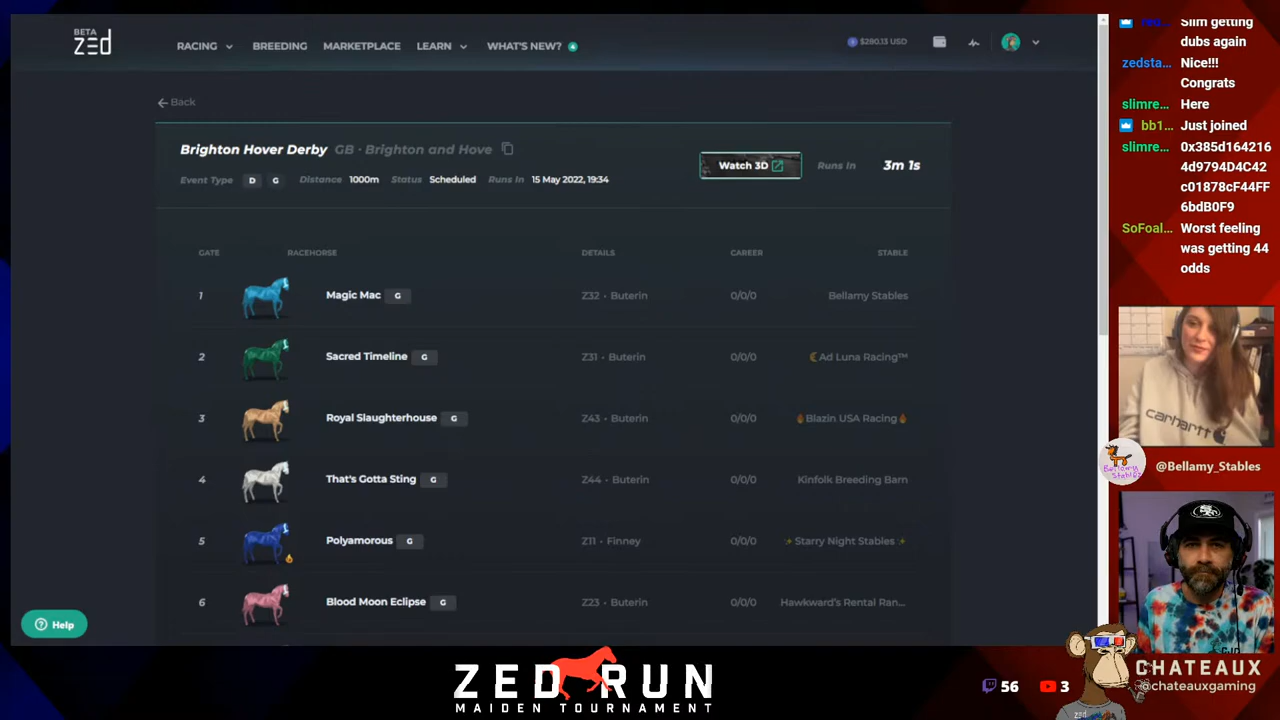 BETA
zed
RACING
BREEDING
MARKETPLACE
LEARN
WHAT'S NEW? 4
$280.13 USD
Back
Brighton Hover Derby GB · Brighton and Hove
Event Type D G Distance 1000m Status Scheduled Runs In 15 May 2022, 19:34
Watch 3D
Runs In 3m 1s
GATE RACEHORSE DETAILS CAREER STABLE
1 Magic Mac G Z32 • Buterin 0/0/0 Bellamy Stables
2 Sacred Timeline G Z31 • Buterin 0/0/0 Ad Luna Racing™
3 Royal Slaughterhouse G Z43 • Buterin 0/0/0 Blazin USA Racing
4 That's Gotta Sting G Z44 • Buterin 0/0/0 Kinfolk Breeding Barn
5 Polyamorous G Z11 • Finney 0/0/0 Starry Night Stables
6 Blood Moon Eclipse G Z23 • Buterin 0/0/0 Hawkward's Rental Ran...
Help
Slim getting
dubs again
zedsta... Nice!!!
Congrats
slimre... Here
bb1... Just joined
slimre... 0x385d164216
4d9794D4C42
c01878cF44FF
6bdB0F9
SoFoal... Worst feeling
was getting 44
odds
carhartt
Bellamy
Stables
@Bellamy_Stables
ZED RUN
MAIDEN TOURNAMENT
56
3
CHATEAUX
@chateauxgaming